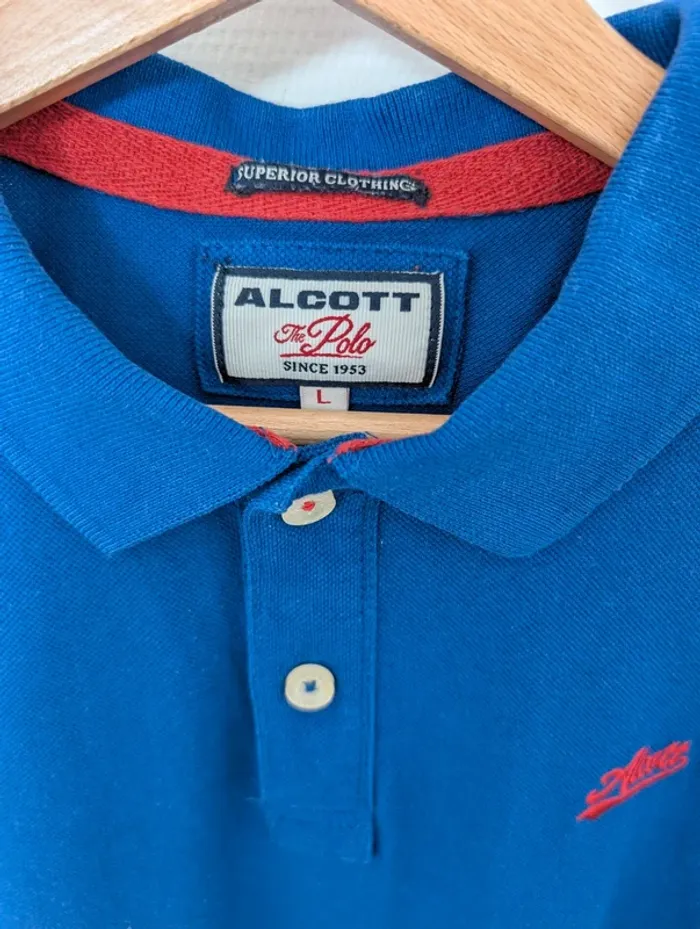 SUPERIOR CLOTHING
ALCOTT
The Polo
SINCE 1953
L
Alcott